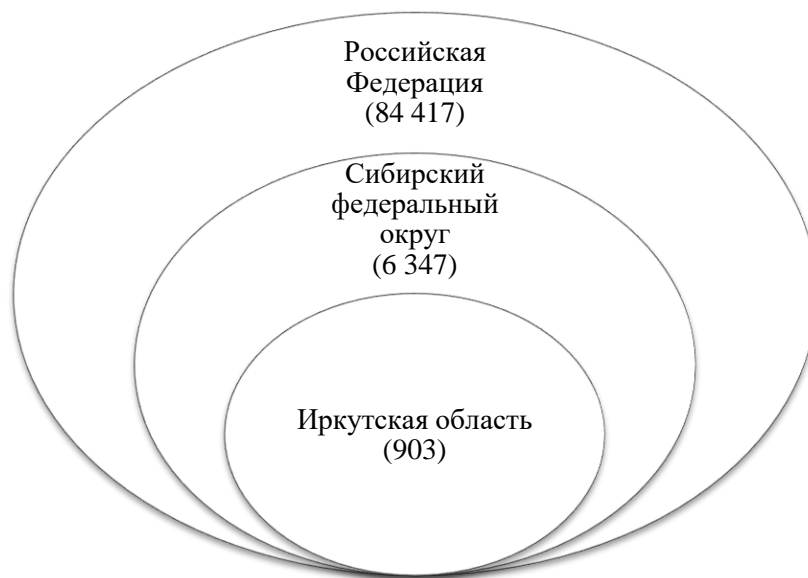 Российская
Федерация
(84 417)
Сибирский
федеральный
округ
(6 347)
Иркутская область
(903)